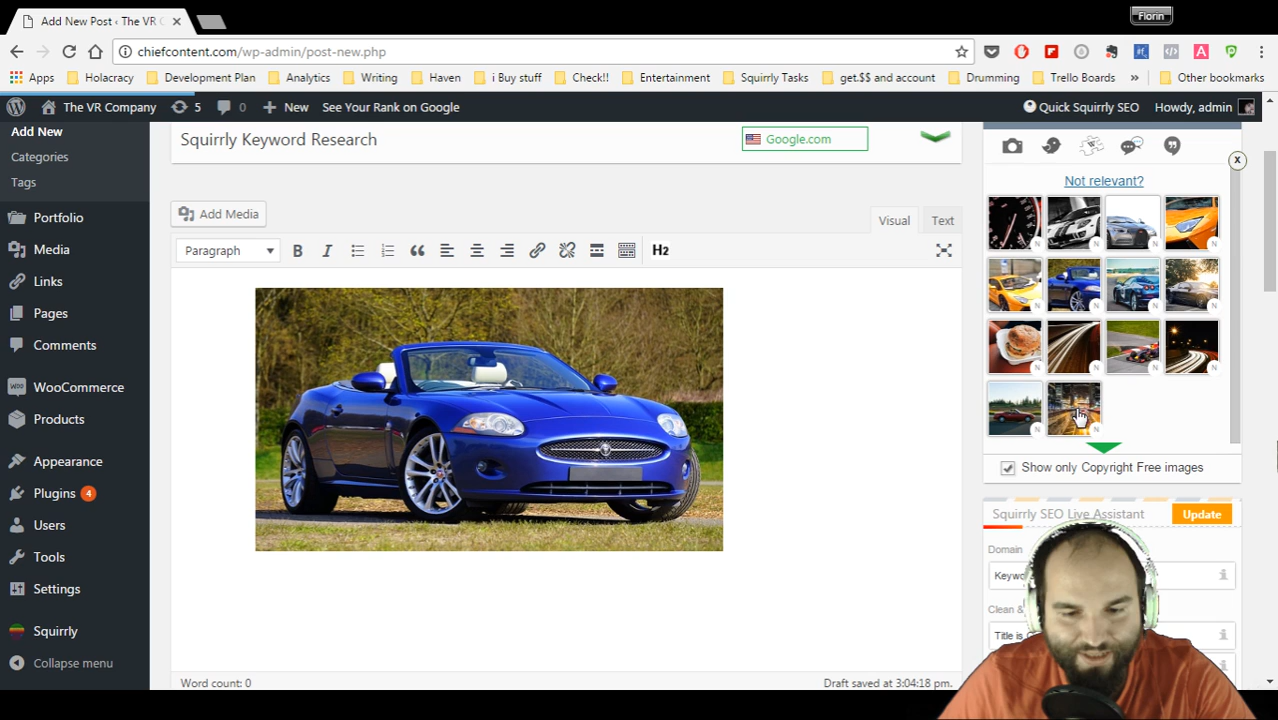 Florin
Add New Post ‹ The VR C
chiefcontent.com/wp-admin/post-new.php
Apps Holacracy Development Plan Analytics Writing Haven i Buy stuff Check!! Entertainment Squirrly Tasks get.$$ and account Drumming Trello Boards » Other bookmarks
The VR Company 5 0 New See Your Rank on Google Quick Squirrly SEO Howdy, admin
Add New
Categories
Tags
Portfolio
Media
Links
Pages
Comments
WooCommerce
Products
Appearance
Plugins 4
Users
Tools
Settings
Squirrly
Collapse menu
Squirrly Keyword Research Google.com
Add Media Visual Text
Paragraph B I H2
Word count: 0 Draft saved at 3:04:18 pm.
x
Not relevant?
N N N N
N N N N
N N N N
N N
Show only Copyright Free images
Squirrly SEO Live Assistant Update
Domain
Keywo
Clean &
Title is